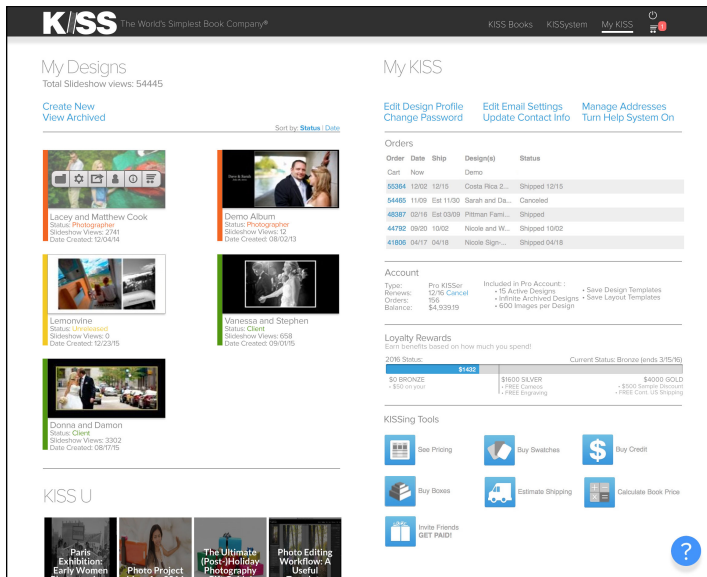 K//SS The World's Simplest Book Company®
KISS Books KISSystem My KISS
1
My Designs
Total Slideshow views: 54445
Create New
View Archived
Sort by: Status | Date
Lacey and Matthew Cook
Status: Photographer
Slideshow Views: 2741
Date Created: 12/04/14
Demo Album
Status: Photographer
Slideshow Views: 12
Date Created: 08/02/13
Lemonvine
Status: Unreleased
Slideshow Views: 0
Date Created: 12/23/15
Vanessa and Stephen
Status: Client
Slideshow Views: 658
Date Created: 09/01/15
Donna and Damon
Status: Client
Slideshow Views: 3302
Date Created: 08/17/15
KISS U
Paris
Exhibition:
Early Women
Photo Project
The Ultimate
(Post-)Holiday
Photography
Photo Editing
Workflow: A
Useful
My KISS
Edit Design Profile Edit Email Settings Manage Addresses
Change Password Update Contact Info Turn Help System On
Orders
Order Date Ship Design(s) Status
Cart Now Demo
55364 12/02 12/15 Costa Rica 2... Shipped 12/15
54465 11/09 Est 11/30 Sarah and Da... Canceled
48387 02/18 Est 03/09 Pittman Fami... Shipped
44792 09/20 10/02 Nicole and W... Shipped 10/02
41806 04/17 04/18 Nicole Sign-... Shipped 04/18
Account
Type: Pro KISSer
Renews: 12/16 Cancel
Orders: 156
Balance: $4,939.19
Included in Pro Account: :
• 15 Active Designs
• Infinite Archived Designs
• 600 Images per Design
• Save Design Templates
• Save Layout Templates
Loyalty Rewards
Earn benefits based on how much you spend!
2016 Status: Current Status: Bronze (ends 3/15/16)
$1432
$0 BRONZE
• $50 on your
$1600 SILVER
• FREE Cameos
• FREE Engraving
$4000 GOLD
• $500 Sample Discount
• FREE Cont. US Shipping
KISSing Tools
See Pricing
Buy Swatches
$
Buy Credit
Buy Boxes
Estimate Shipping
Calculate Book Price
Invite Friends
GET PAID!
?